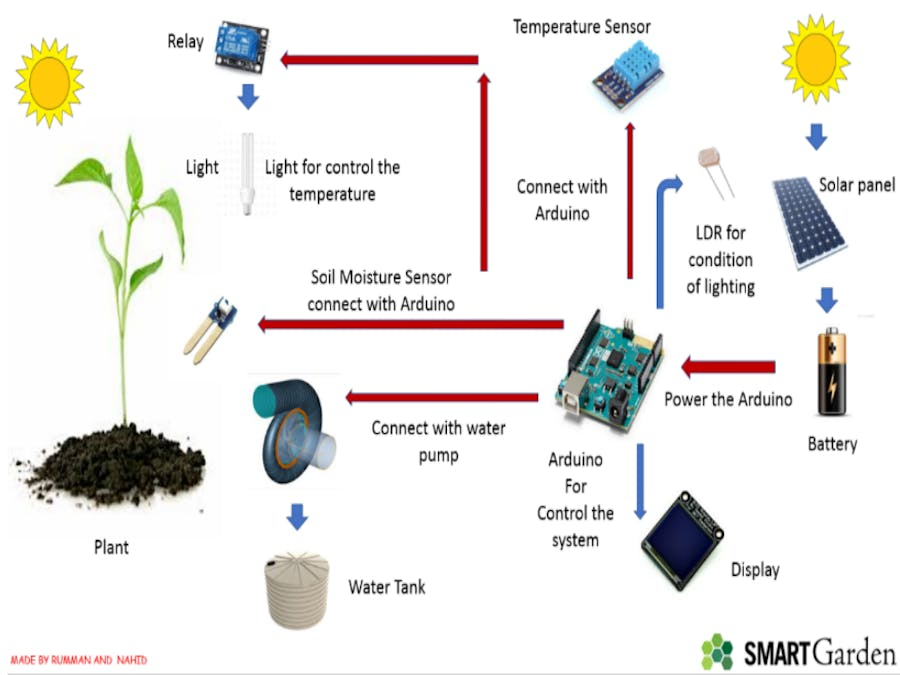 Relay
Temperature Sensor
Light
Light for control the
temperature
Connect with
Arduino
Solar panel
LDR for
condition
of lighting
Soil Moisture Sensor
connect with Arduino
Power the Arduino
Connect with water
pump
Battery
Arduino
For
Control the
system
Plant
Display
Water Tank
MADE BY RUMMAN AND NAHID
SMARTGarden